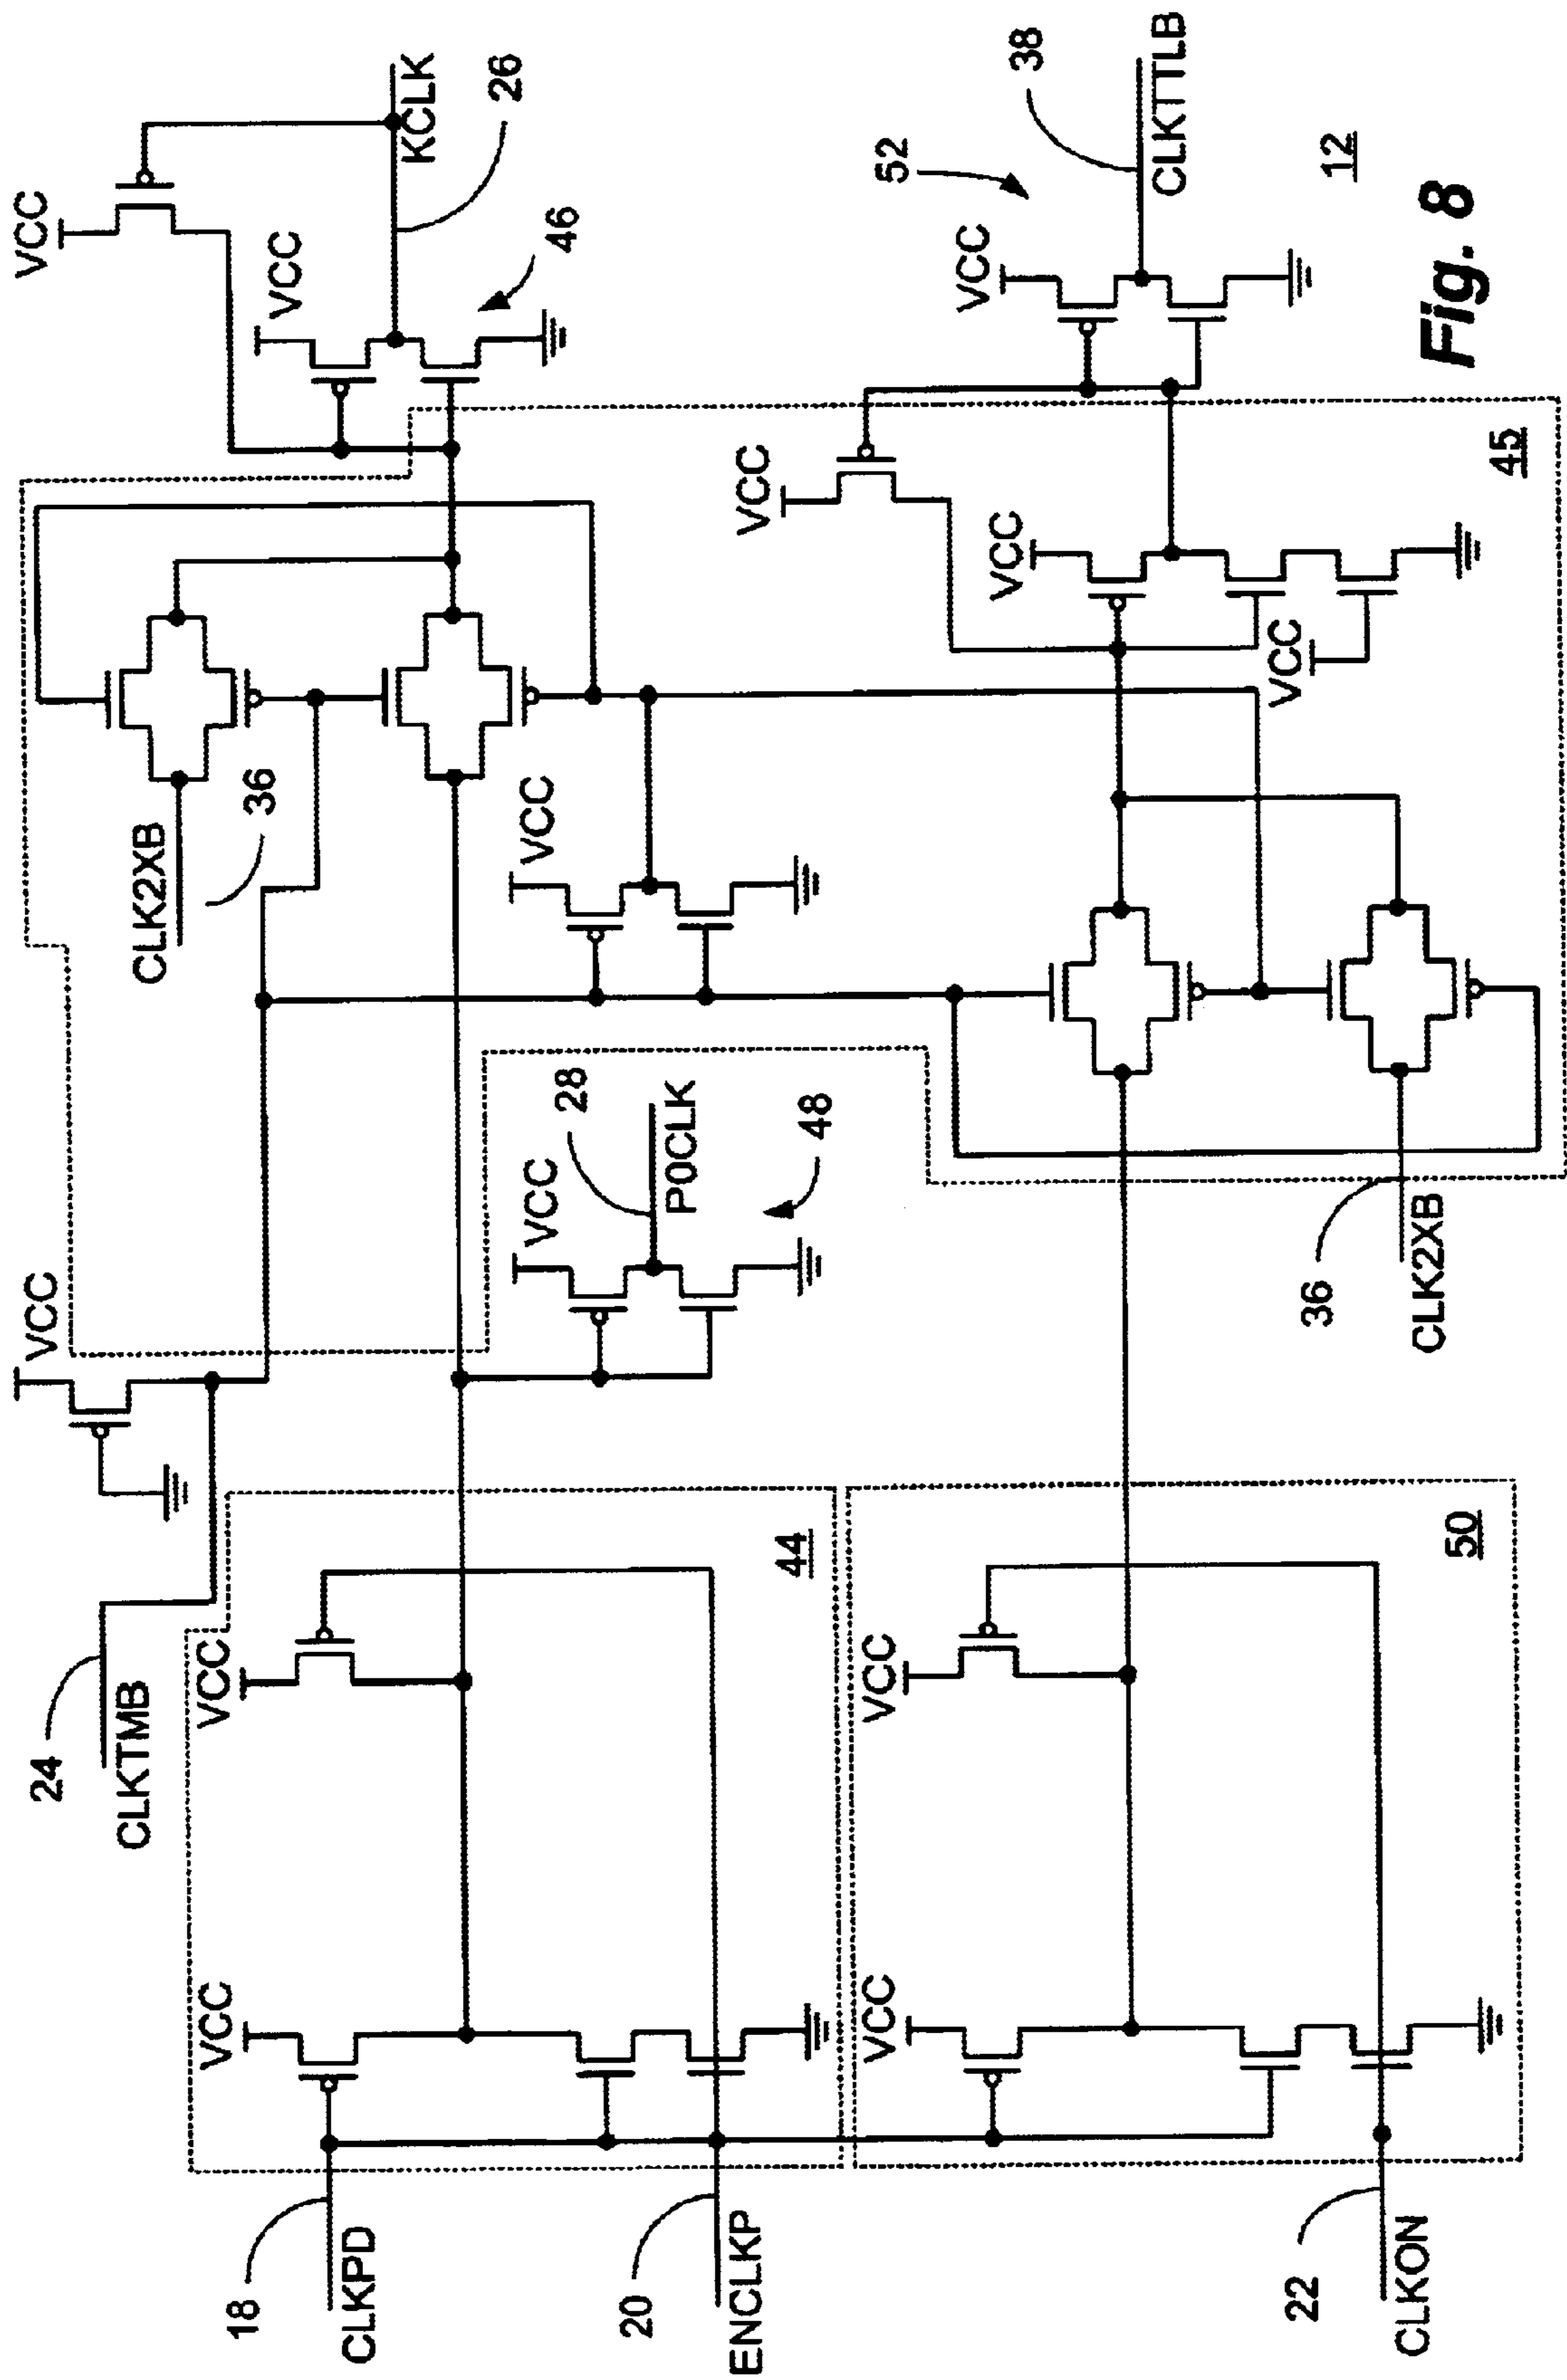 24
CLKTMB
VCC
CLK2XB
36
VCC
VCC
KCLK
26
46
18
CLKPD
VCC
VCC
44
20
ENCLKP
VCC
28
P0CLK
48
VCC
VCC
VCC
50
22
CLKON
36
CLK2XB
VCC
VCC
VCC
45
VCC
52
38
CLKTTLB
12
Fig. 8